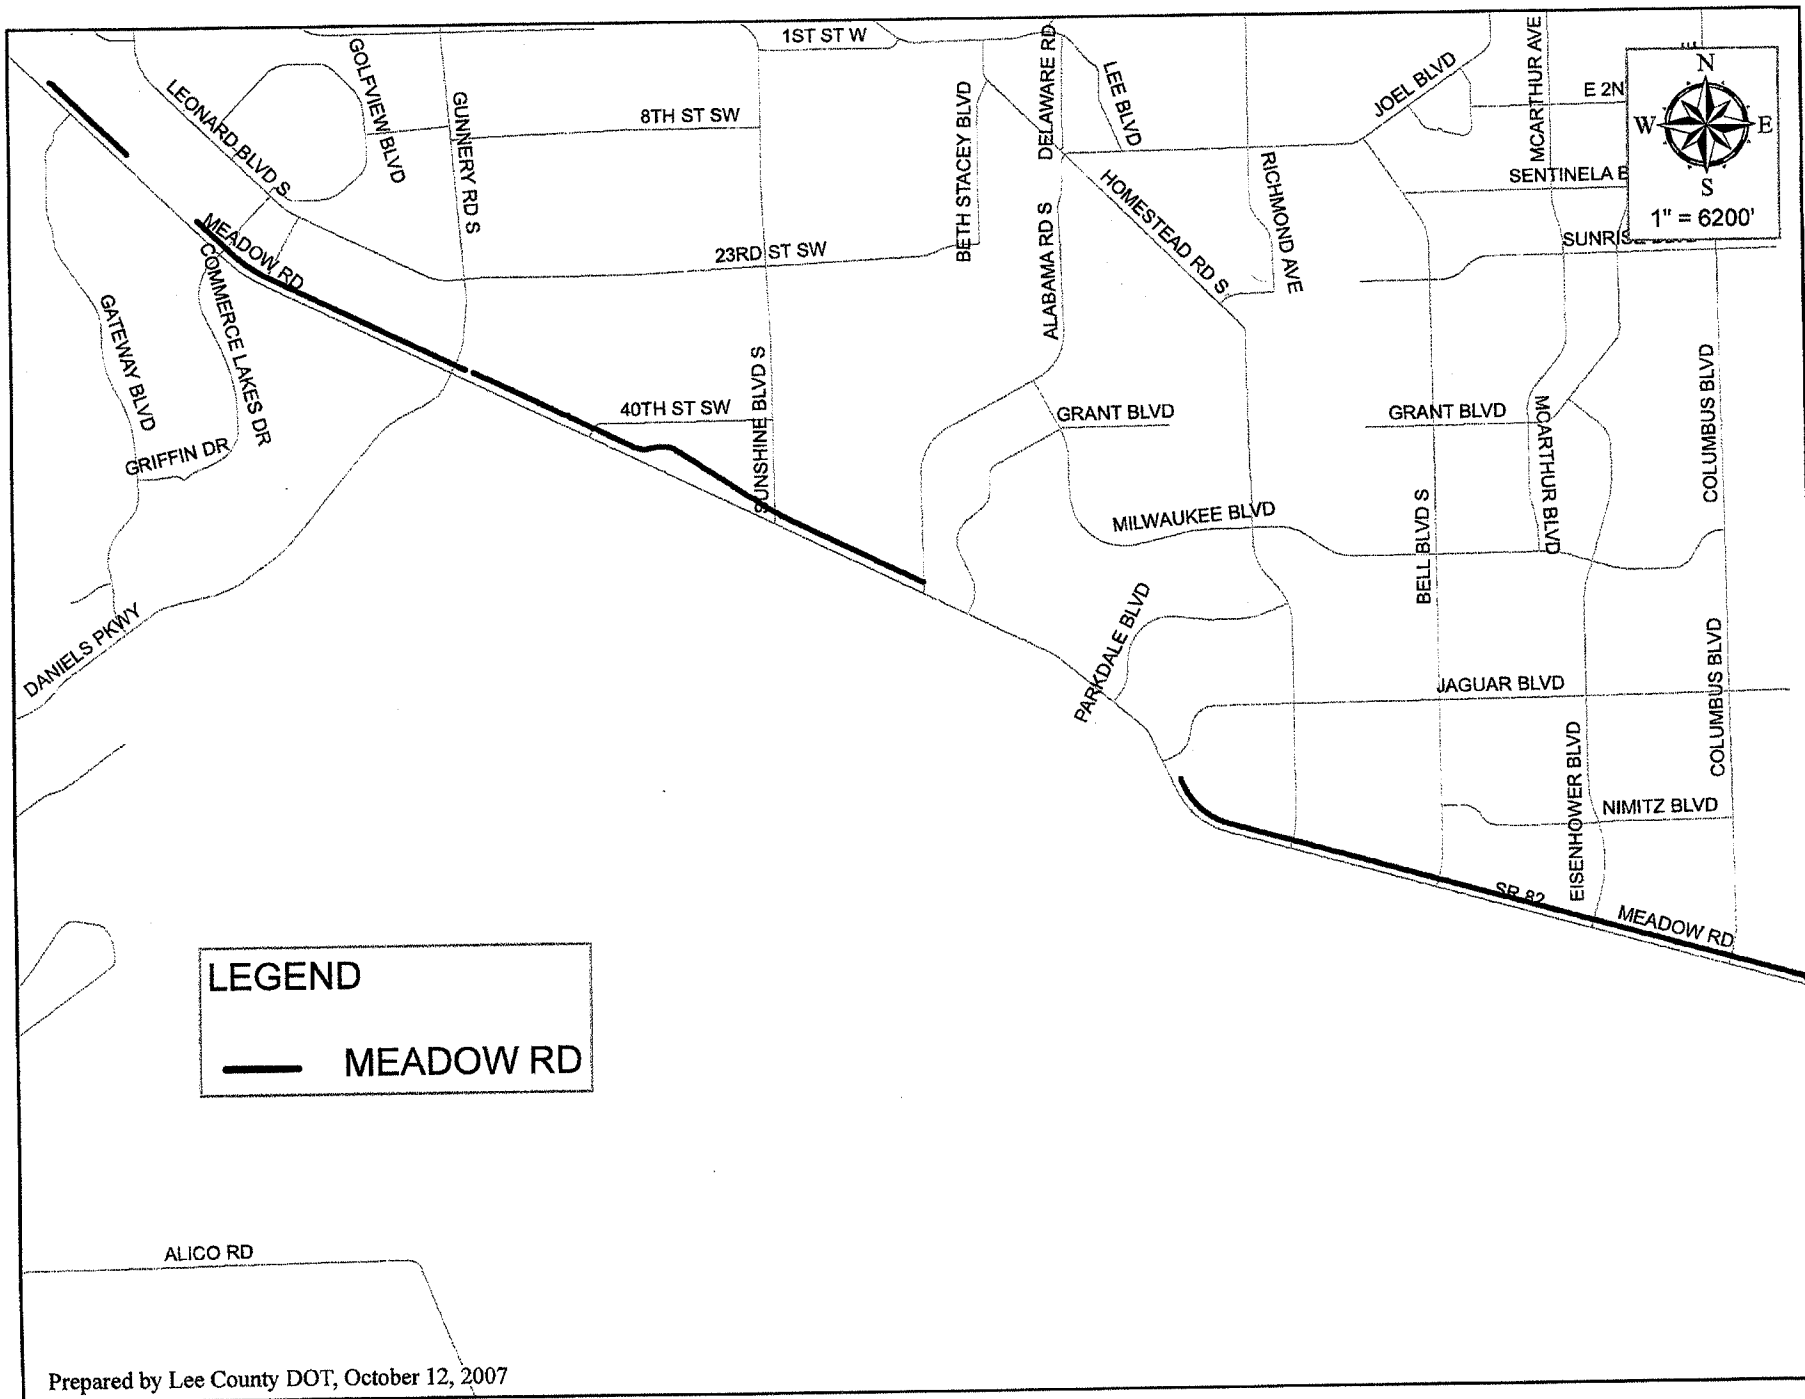 1ST ST W
GOLFVIEW BLVD
DELAWARE RD
LEE BLVD
MCARTHUR AVE
JOEL BLVD
N
W E
S
1" = 6200'
E 2N
LEONARD BLVD S
GUNNERY RD S
8TH ST SW
BETH STACEY BLVD
RICHMOND AVE
HOMESTEAD RD S
SENTINELA B
MEADOW RD
COMMERCE LAKES DR
23RD ST SW
ALABAMA RD S
GATEWAY BLVD
GRIFFIN DR
40TH ST SW
SUNSHINE BLVD S
GRANT BLVD
GRANT BLVD
MCARTHUR BLVD
COLUMBUS BLVD
MILWAUKEE BLVD
BELL BLVD S
DANIELS PKWY
PARKDALE BLVD
JAGUAR BLVD
COLUMBUS BLVD
EISENHOWER BLVD
NIMITZ BLVD
SR 82
MEADOW RD
LEGEND
MEADOW RD
ALICO RD
Prepared by Lee County DOT, October 12, 2007